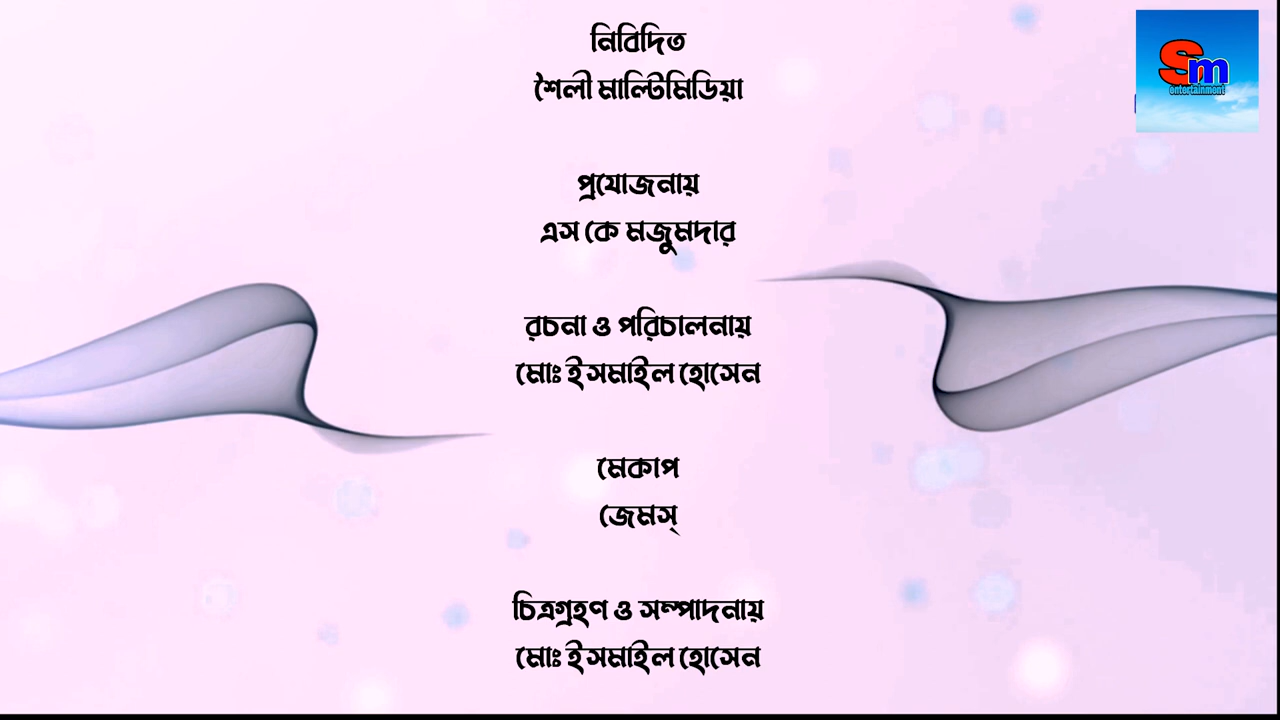 নিবিদিত
শৈলী মাল্টিমিডিয়া
Sm
entertainment
প্রযোজনায়
এস কে মজুমদার
রচনা ও পরিচালনায়
মোঃ ইসমাইল হোসেন
মেকাপ
জেমস্
চিত্রগ্রহণ ও সম্পাদনায়
মোঃ ইসমাইল হোসেন